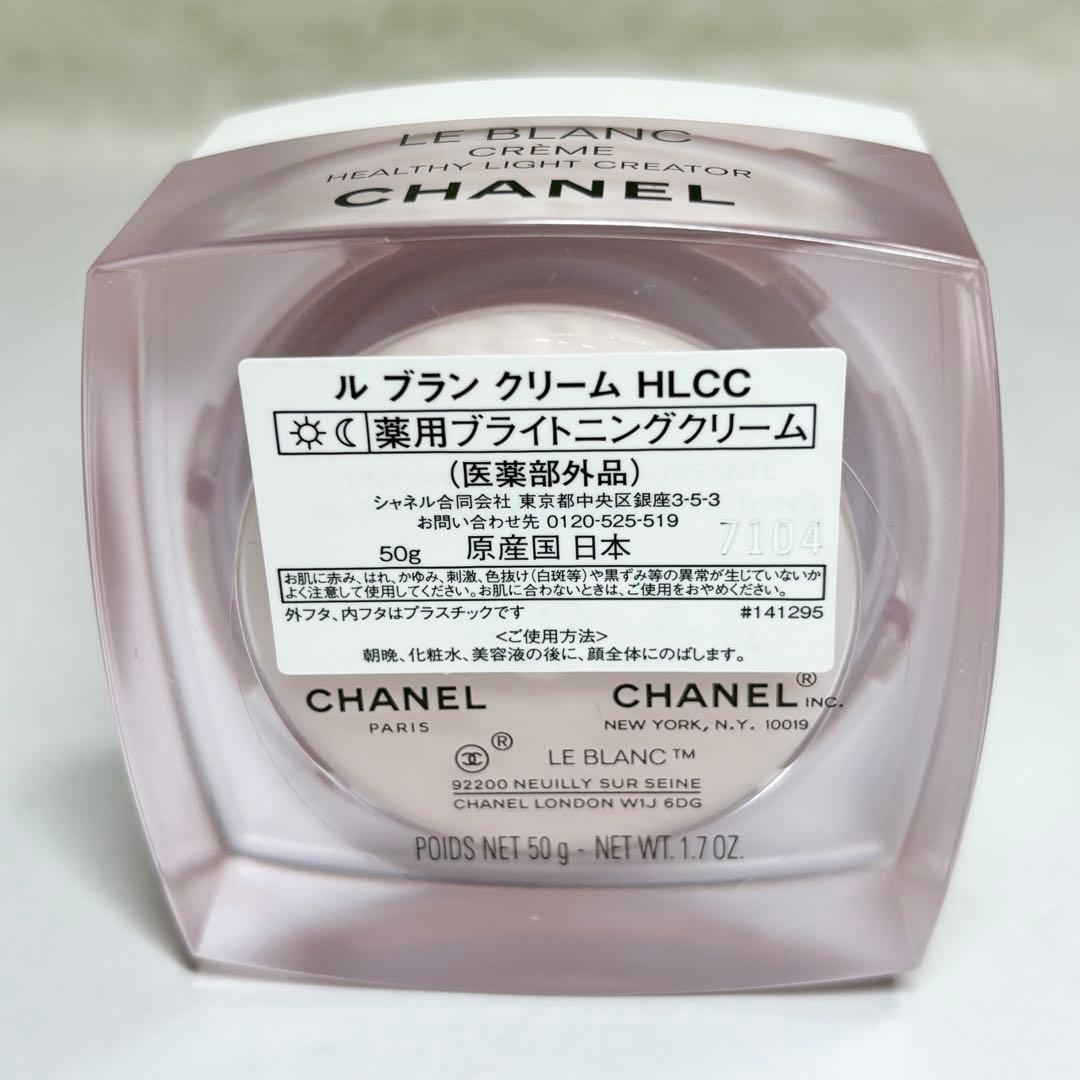 LE BLANC
CRÈME
HEALTHY LIGHT CREATOR
CHANEL
ル ブラン クリーム HLCC
薬用ブライトニングクリーム
(医薬部外品)
シャネル合同会社 東京都中央区銀座3-5-3
お問い合わせ先 0120-525-519
50g 原産国 日本 7104
お肌に赤み、はれ、かゆみ、刺激、色抜け(白斑等)や黒ずみ等の異常が生じていないか
よく注意して使用してください。お肌に合わないときは、ご使用をおやめください。
外フタ、内フタはプラスチックです #141295
<ご使用方法>
朝晩、化粧水、美容液の後に、顔全体にのばします。
CHANEL CHANEL® INC.
PARIS NEW YORK, N.Y. 10019
® LE BLANC™
92200 NEUILLY SUR SEINE
CHANEL LONDON W1J 6DG
POIDS NET 50 g - NET WT. 1.7 OZ.